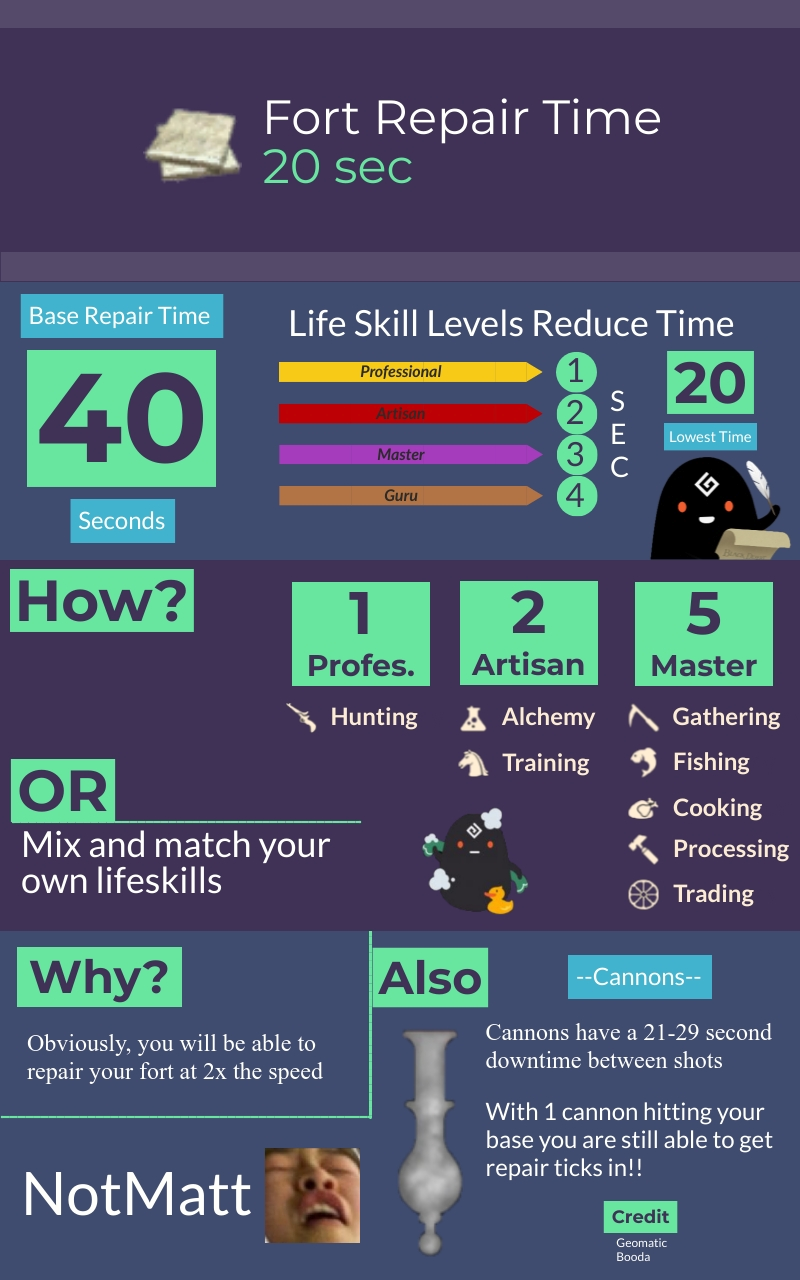 Fort Repair Time
20 sec
Base Repair Time
40
Seconds
Life Skill Levels Reduce Time
Professional
1
Artisan
2
Master
3
Guru
4
SEC
20
Lowest Time
How?
1
Profes.
Hunting
2
Artisan
Alchemy
Training
5
Master
Gathering
Fishing
Cooking
Processing
Trading
OR
Mix and match your
own lifeskills
Why?
Obviously, you will be able to
repair your fort at 2x the speed
NotMatt
Also
--Cannons--
Cannons have a 21-29 second
downtime between shots
With 1 cannon hitting your
base you are still able to get
repair ticks in!!
Credit
Geomatic
Booda